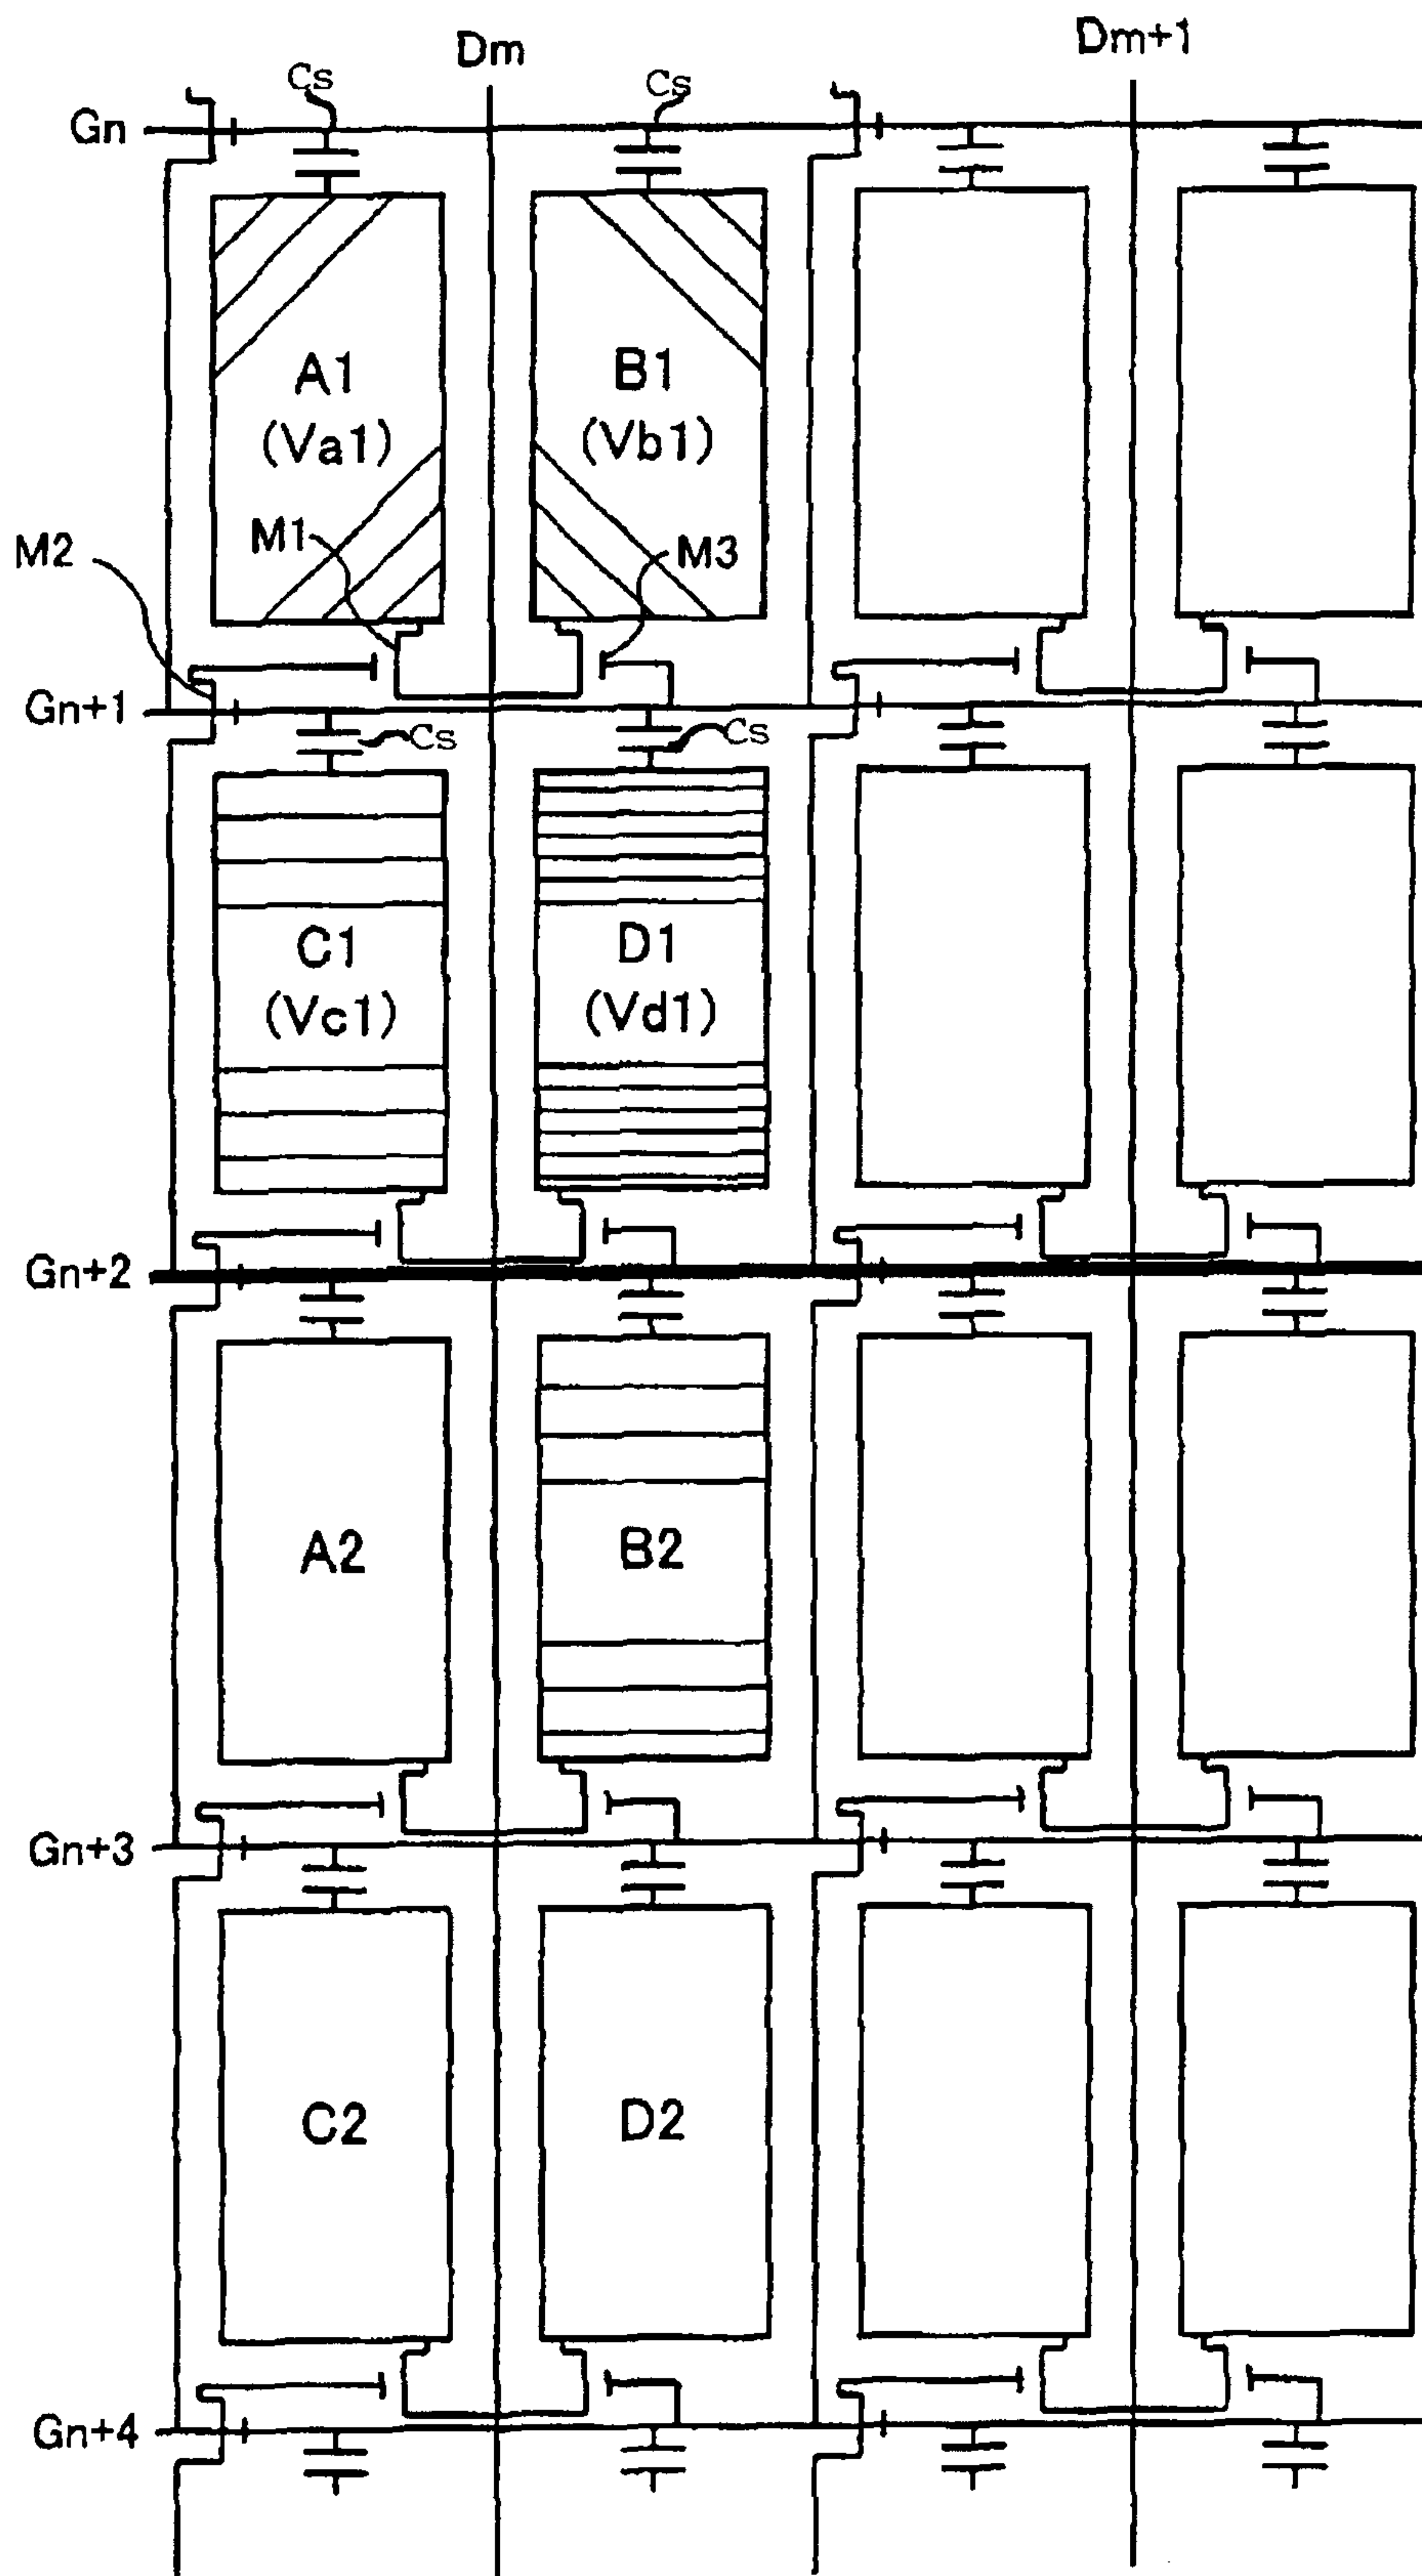 Dm
Dm+1
Cs
Cs
Gn
A1
(Va1)
B1
(Vb1)
M1
M2
M3
Gn+1
Cs
Cs
C1
(Vc1)
D1
(Vd1)
Gn+2
A2
B2
Gn+3
C2
D2
Gn+4